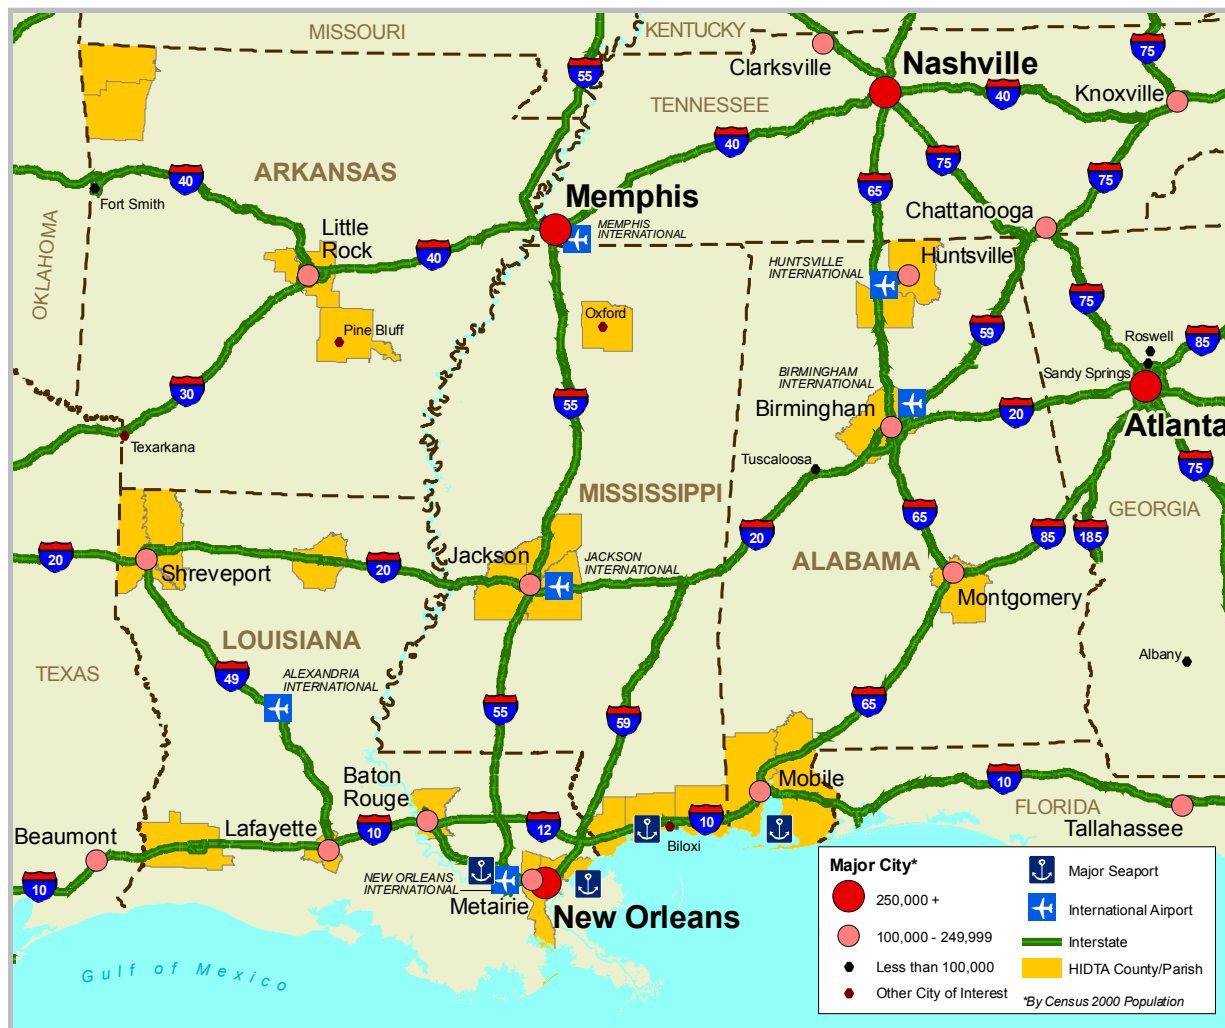 MISSOURI
KENTUCKY
Clarksville
Nashville
75
55
TENNESSEE
40
Knoxville
40
ARKANSAS
40
75
75
65
Fort Smith
Memphis
MEMPHIS
INTERNATIONAL
Chattanooga
OKLAHOMA
Little
Rock
40
HUNTSVILLE
INTERNATIONAL
Huntsville
75
Pine Bluff
Oxford
59
Roswell
85
Sandy Springs
30
55
BIRMINGHAM
INTERNATIONAL
Birmingham
20
Atlanta
Texarkana
Tuscaloosa
75
MISSISSIPPI
65
GEORGIA
20
85
185
20
Shreveport
20
Jackson
JACKSON
INTERNATIONAL
ALABAMA
Montgomery
LOUISIANA
TEXAS
49
ALEXANDRIA
INTERNATIONAL
Albany
55
59
65
Baton
Rouge
Mobile
10
FLORIDA
Tallahassee
Beaumont
Lafayette
10
12
10
Biloxi
10
NEW ORLEANS
INTERNATIONAL
Metairie
New Orleans
Gulf of Mexico
Major City*
250,000 +
100,000 - 249,999
Less than 100,000
Other City of Interest
Major Seaport
International Airport
Interstate
HIDTA County/Parish
*By Census 2000 Population